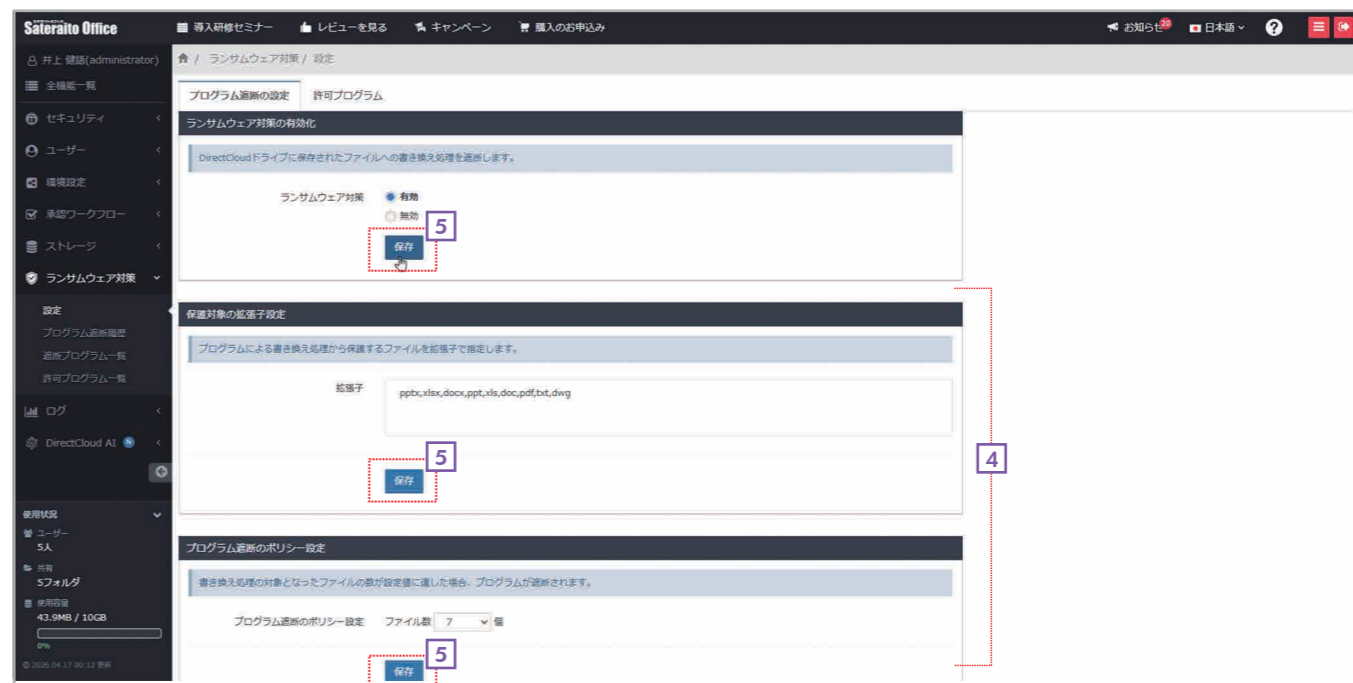 Sateraito Office
導入研修セミナー レビューを見る キャンペーン 購入のお申込み お知らせ 20 日本語
井上 健語(administrator) / ランサムウェア対策 / 設定
全機能一覧
プログラム遮断の設定 許可プログラム
セキュリティ
ユーザー
環境設定
承認ワークフロー
ストレージ
ランサムウェア対策
設定
プログラム遮断履歴
遮断プログラム一覧
許可プログラム一覧
ログ
DirectCloud AI N
使用状況
ユーザー
5人
共有
5フォルダ
使用容量
43.9MB / 10GB
0%
2026.04.17 00:12 更新
ランサムウェア対策の有効化
DirectCloudドライブに保存されたファイルへの書き換え処理を遮断します。
ランサムウェア対策 有効
無効
5
保存
保護対象の拡張子設定
プログラムによる書き換え処理から保護するファイルを拡張子で指定します。
拡張子 pptx,xlsx,docx,ppt,xls,doc,pdf,txt,dwg
5
保存
4
プログラム遮断のポリシー設定
書き換え処理の対象となったファイルの数が設定値に達した場合、プログラムが遮断されます。
プログラム遮断のポリシー設定 ファイル数 7 個
5
保存